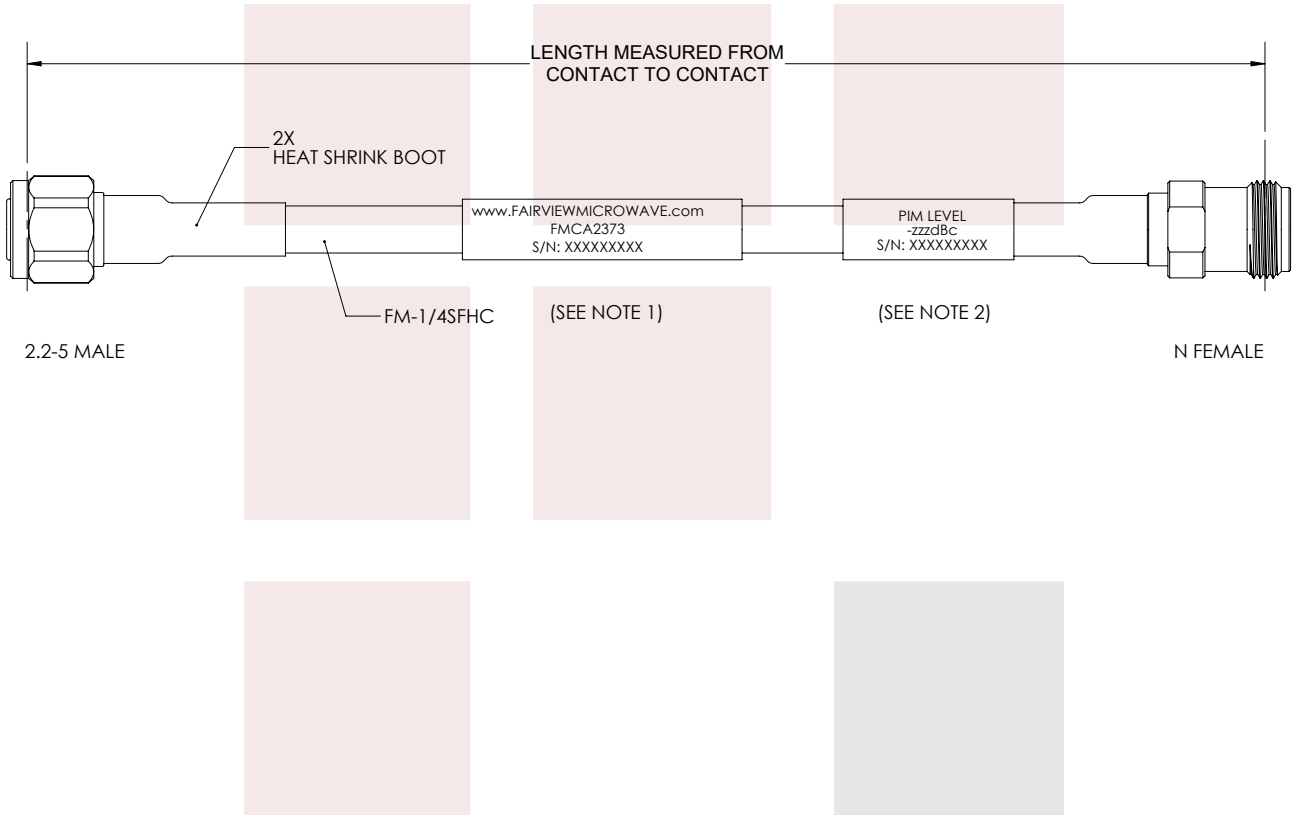 LENGTH MEASURED FROM
CONTACT TO CONTACT
2X
HEAT SHRINK BOOT
www.FAIRVIEWMICROWAVE.com
FMCA2373
S/N: XXXXXXXXX
PIM LEVEL
-zzzdBc
S/N: XXXXXXXXX
FM-1/4SFHC
(SEE NOTE 1)
(SEE NOTE 2)
2.2-5 MALE
N FEMALE